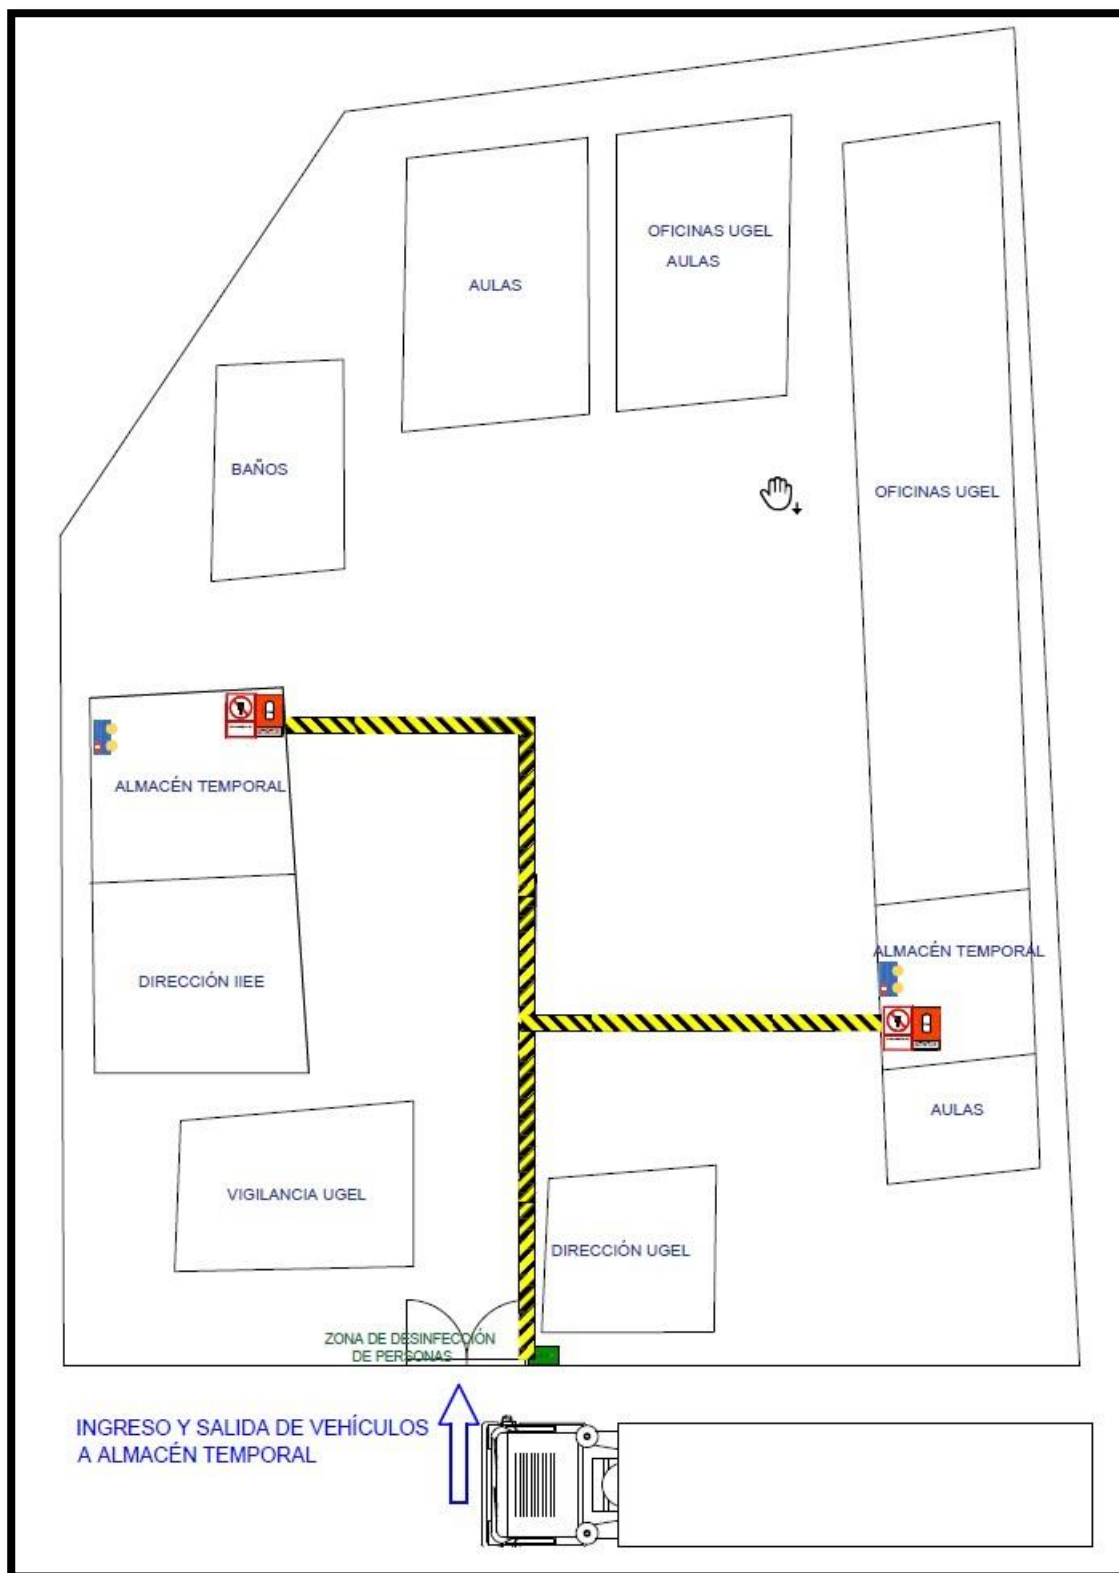 OFICINAS UGEL
AULAS
AULAS
BAÑOS
OFICINAS UGEL
ALMACÉN TEMPORAL
ALMACÉN TEMPORAL
DIRECCIÓN IIEE
AULAS
VIGILANCIA UGEL
DIRECCIÓN UGEL
ZONA DE DESINFECCIÓN
DE PERSONAS
INGRESO Y SALIDA DE VEHÍCULOS
A ALMACÉN TEMPORAL